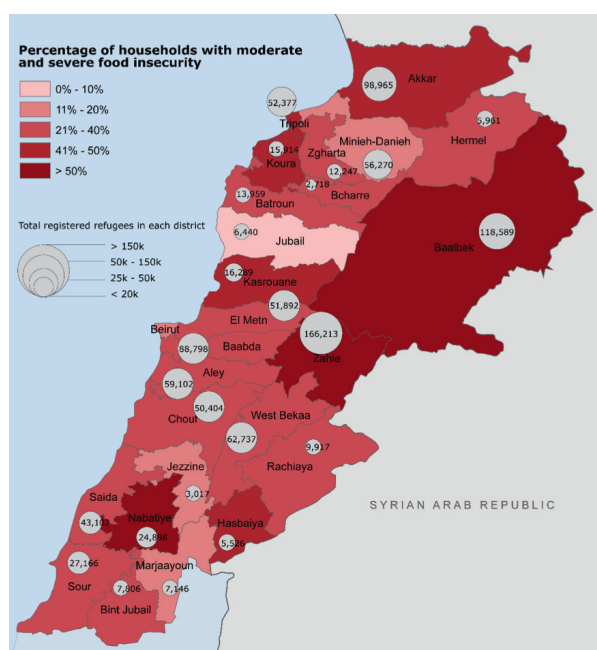 Percentage of households with moderate
and severe food insecurity
0% - 10%
11% - 20%
21% - 40%
41% - 50%
> 50%
Total registered refugees in each district
> 150k
50k - 150k
25k - 50k
< 20k
98,965
Akkar
52,377
Tripoli
5,961
Hermel
Minieh-Danieh
15,914
Koura
Zgharta
56,270
12,247
2,718
Bcharre
13,959
Batroun
6,440
Jubail
118,589
Baalbek
16,289
Kasrouane
51,892
El Metn
166,213
Zahle
Beirut
88,798
Baabda
Aley
59,102
50,404
Chouf
West Bekaa
62,737
9,917
Rachiaya
Jezzine
3,017
Saida
43,102
Nabatiye
24,898
Hasbaiya
5,526
SYRIAN ARAB REPUBLIC
27,166
Marjaayoun
Sour
7,806
7,146
Bint Jubail